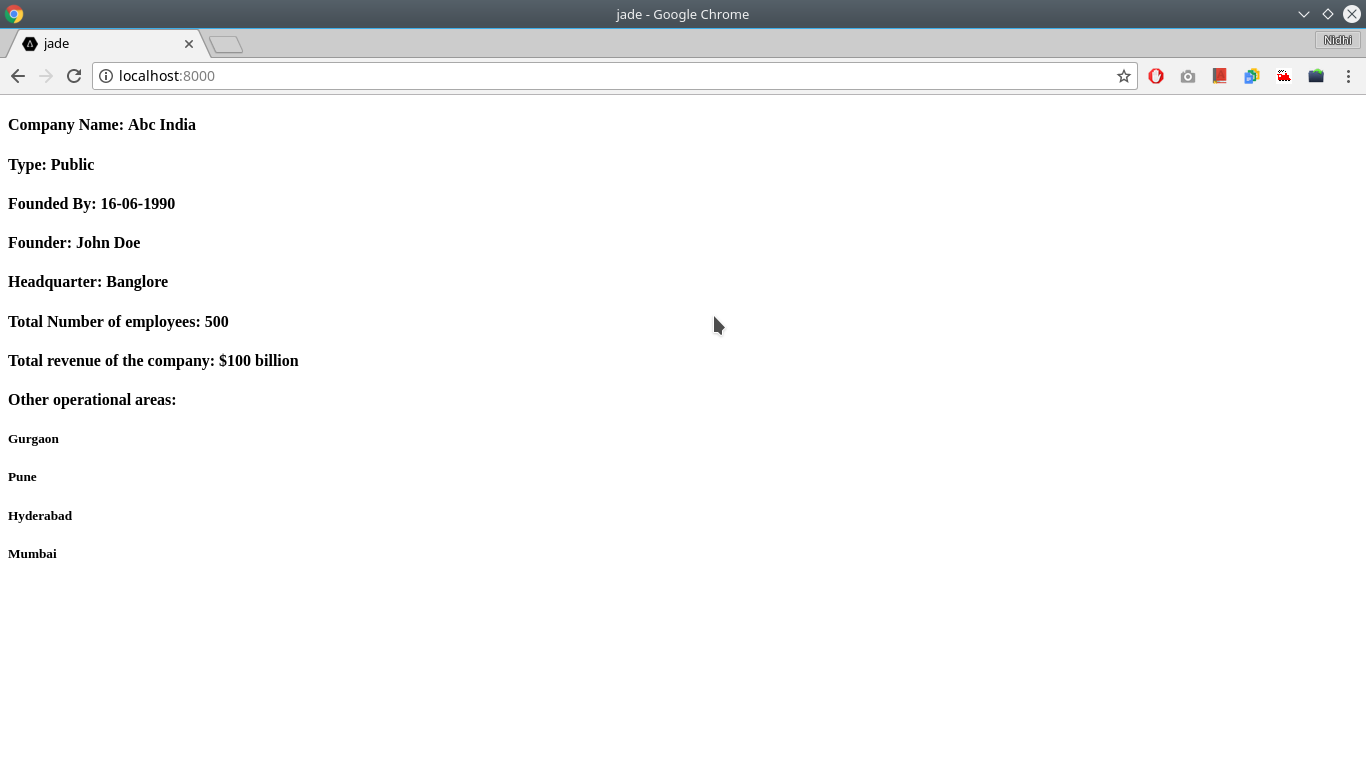 jade - Google Chrome
jade
Nidhi
localhost:8000
Company Name: Abc India
Type: Public
Founded By: 16-06-1990
Founder: John Doe
Headquarter: Banglore
Total Number of employees: 500
Total revenue of the company: $100 billion
Other operational areas:
Gurgaon
Pune
Hyderabad
Mumbai